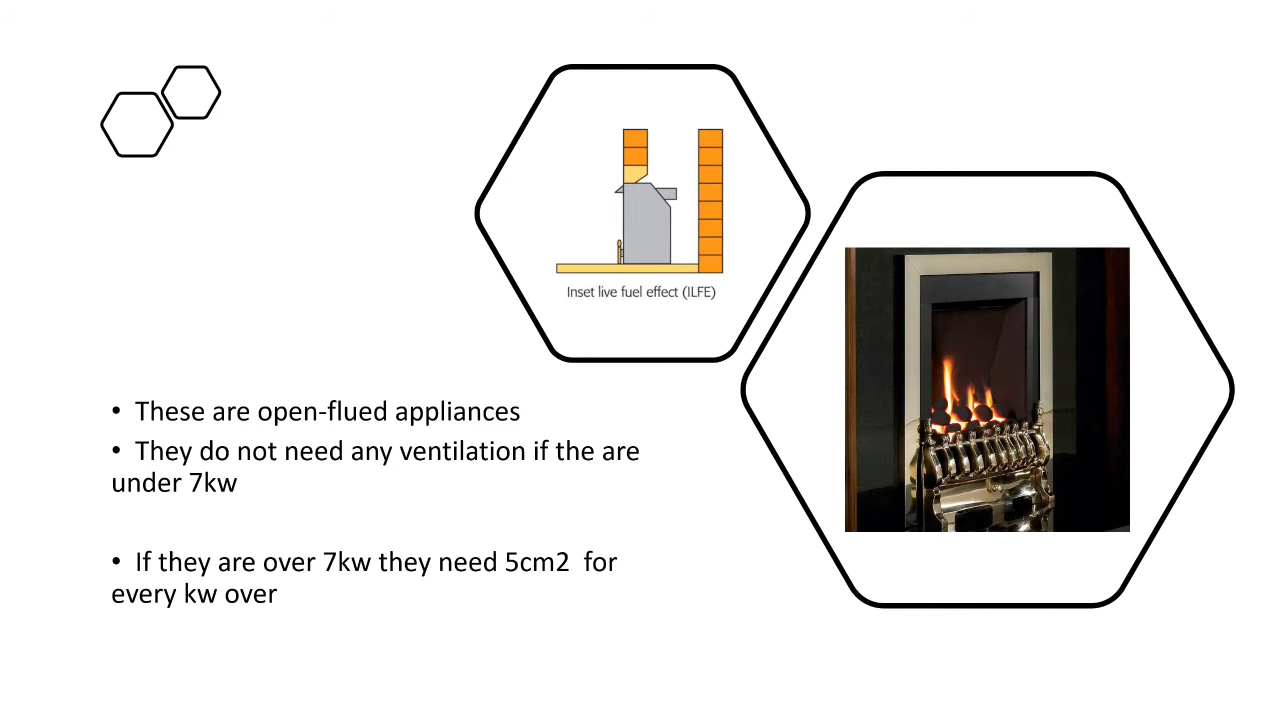 Inset live fuel effect (ILFE)
• These are open-flued appliances
• They do not need any ventilation if the are
under 7kw
• If they are over 7kw they need 5cm2  for
every kw over